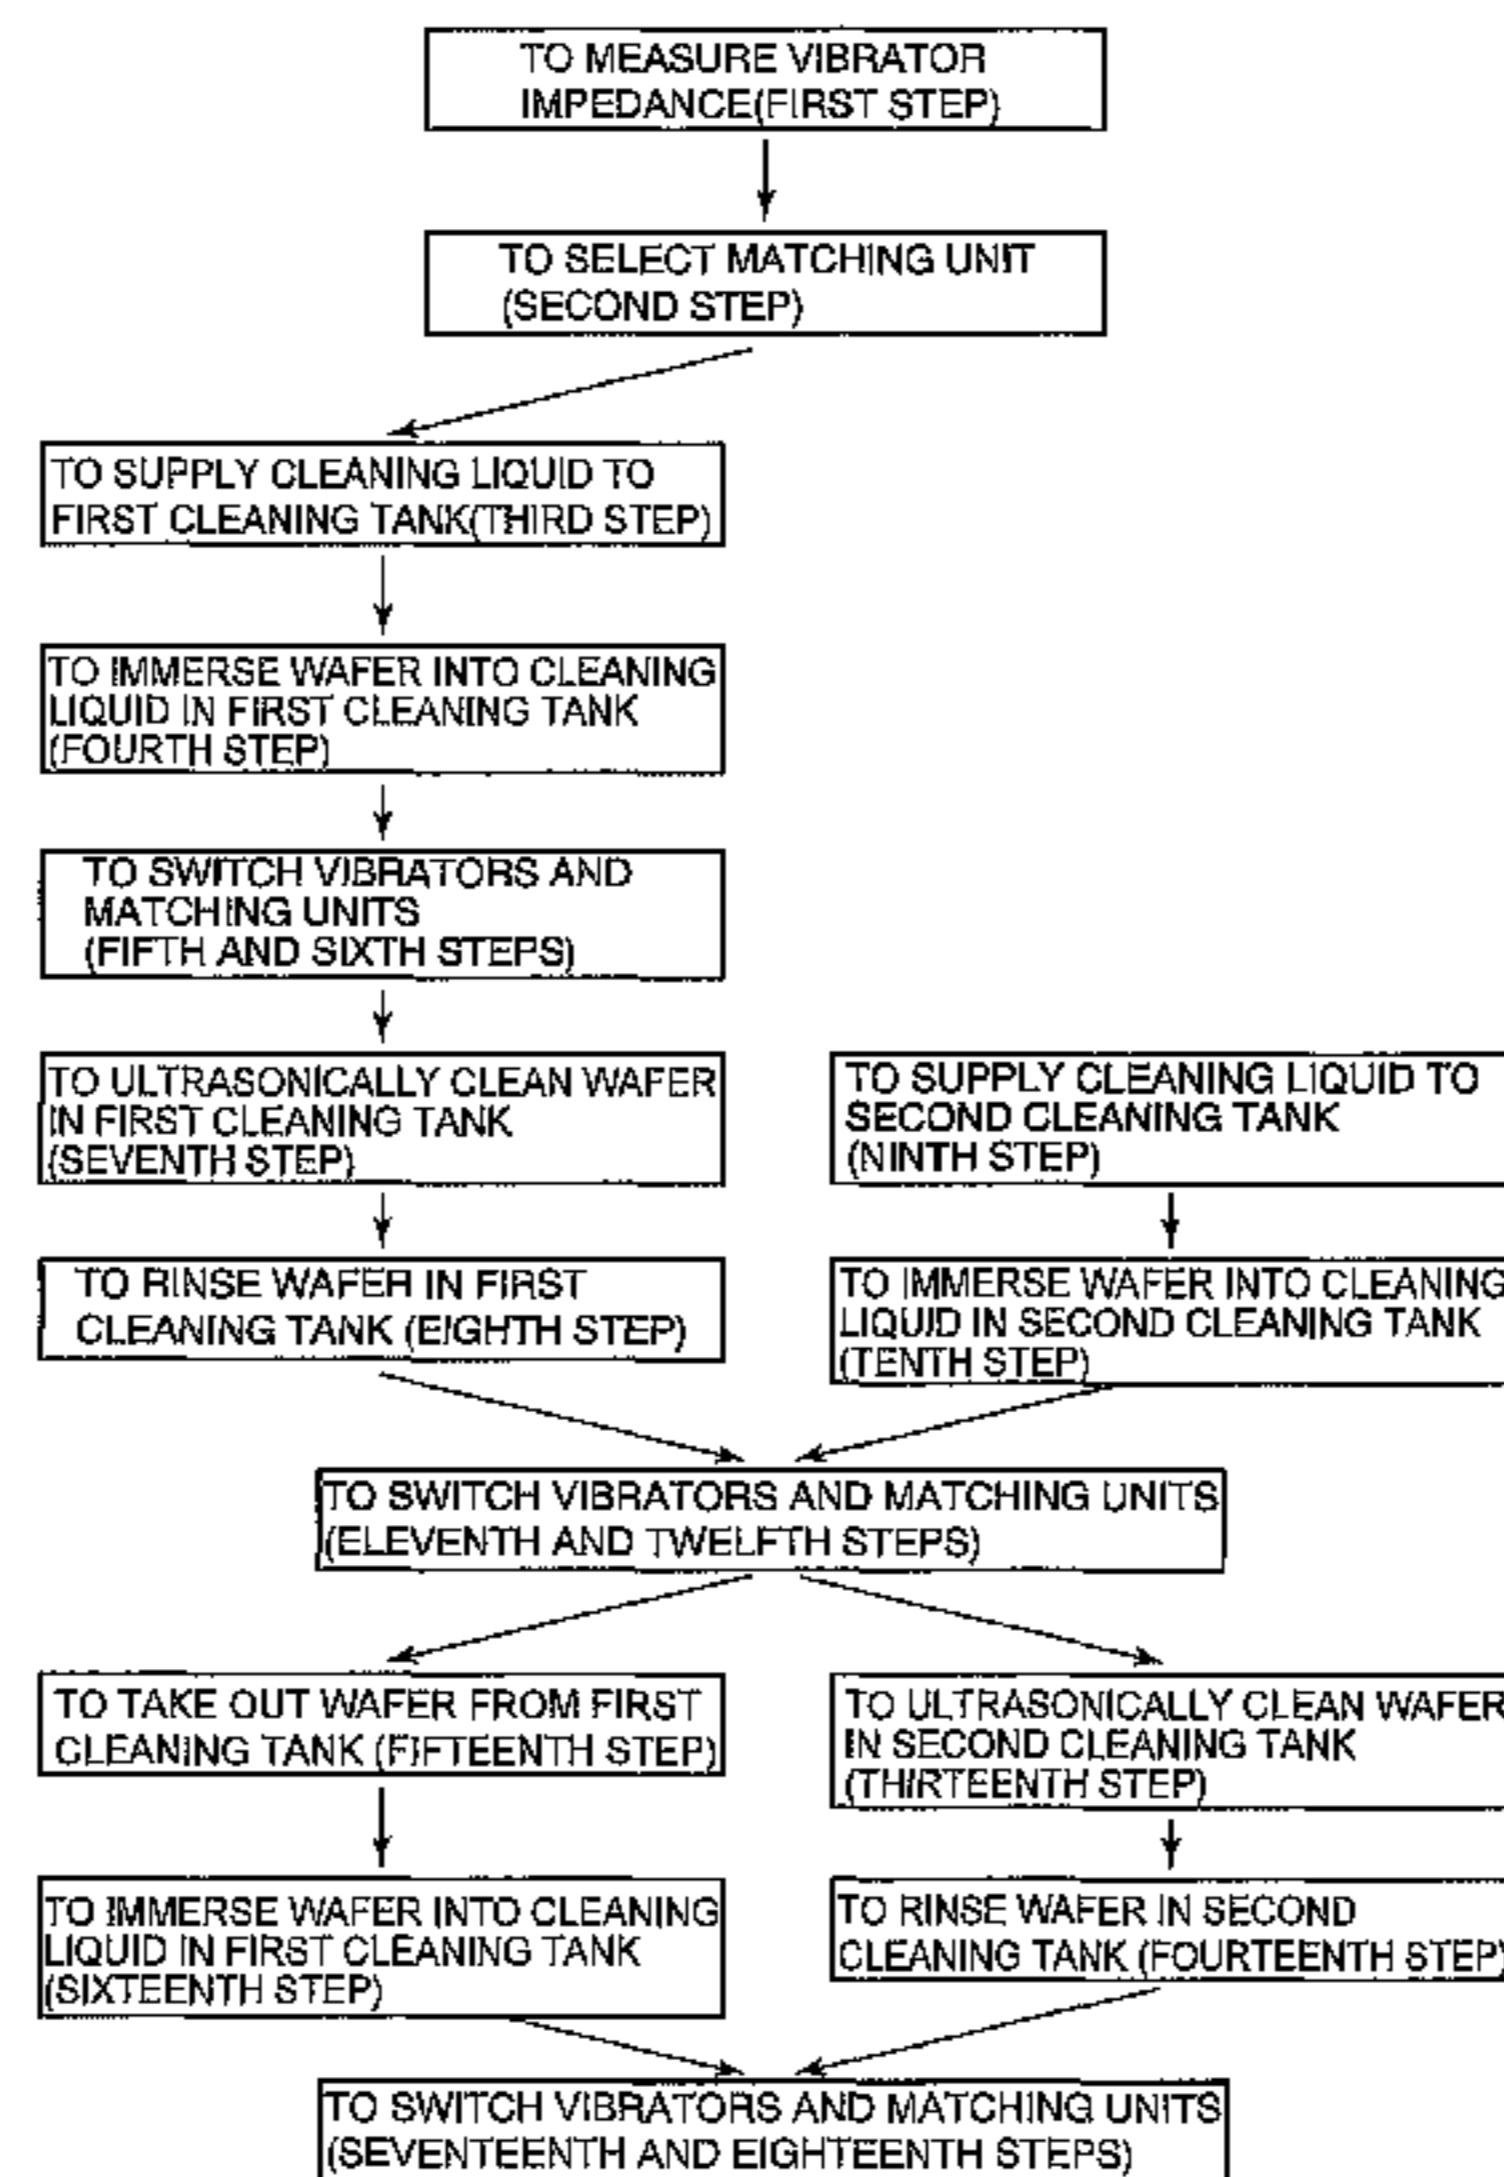 TO MEASURE VIBRATOR
IMPEDANCE(FIRST STEP)
TO SELECT MATCHING UNIT
(SECOND STEP)
TO SUPPLY CLEANING LIQUID TO
FIRST CLEANING TANK(THIRD STEP)
TO IMMERSE WAFER INTO CLEANING
LIQUID IN FIRST CLEANING TANK
(FOURTH STEP)
TO SWITCH VIBRATORS AND
MATCHING UNITS
(FIFTH AND SIXTH STEPS)
TO ULTRASONICALLY CLEAN WAFER
IN FIRST CLEANING TANK
(SEVENTH STEP)
TO SUPPLY CLEANING LIQUID TO
SECOND CLEANING TANK
(NINTH STEP)
TO RINSE WAFER IN FIRST
CLEANING TANK (EIGHTH STEP)
TO IMMERSE WAFER INTO CLEANING
LIQUID IN SECOND CLEANING TANK
(TENTH STEP)
TO SWITCH VIBRATORS AND MATCHING UNITS
(ELEVENTH AND TWELFTH STEPS)
TO TAKE OUT WAFER FROM FIRST
CLEANING TANK (FIFTEENTH STEP)
TO ULTRASONICALLY CLEAN WAFER
IN SECOND CLEANING TANK
(THIRTEENTH STEP)
TO IMMERSE WAFER INTO CLEANING
LIQUID IN FIRST CLEANING TANK
(SIXTEENTH STEP)
TO RINSE WAFER IN SECOND
CLEANING TANK (FOURTEENTH STEP)
TO SWITCH VIBRATORS AND MATCHING UNITS
(SEVENTEENTH AND EIGHTEENTH STEPS)